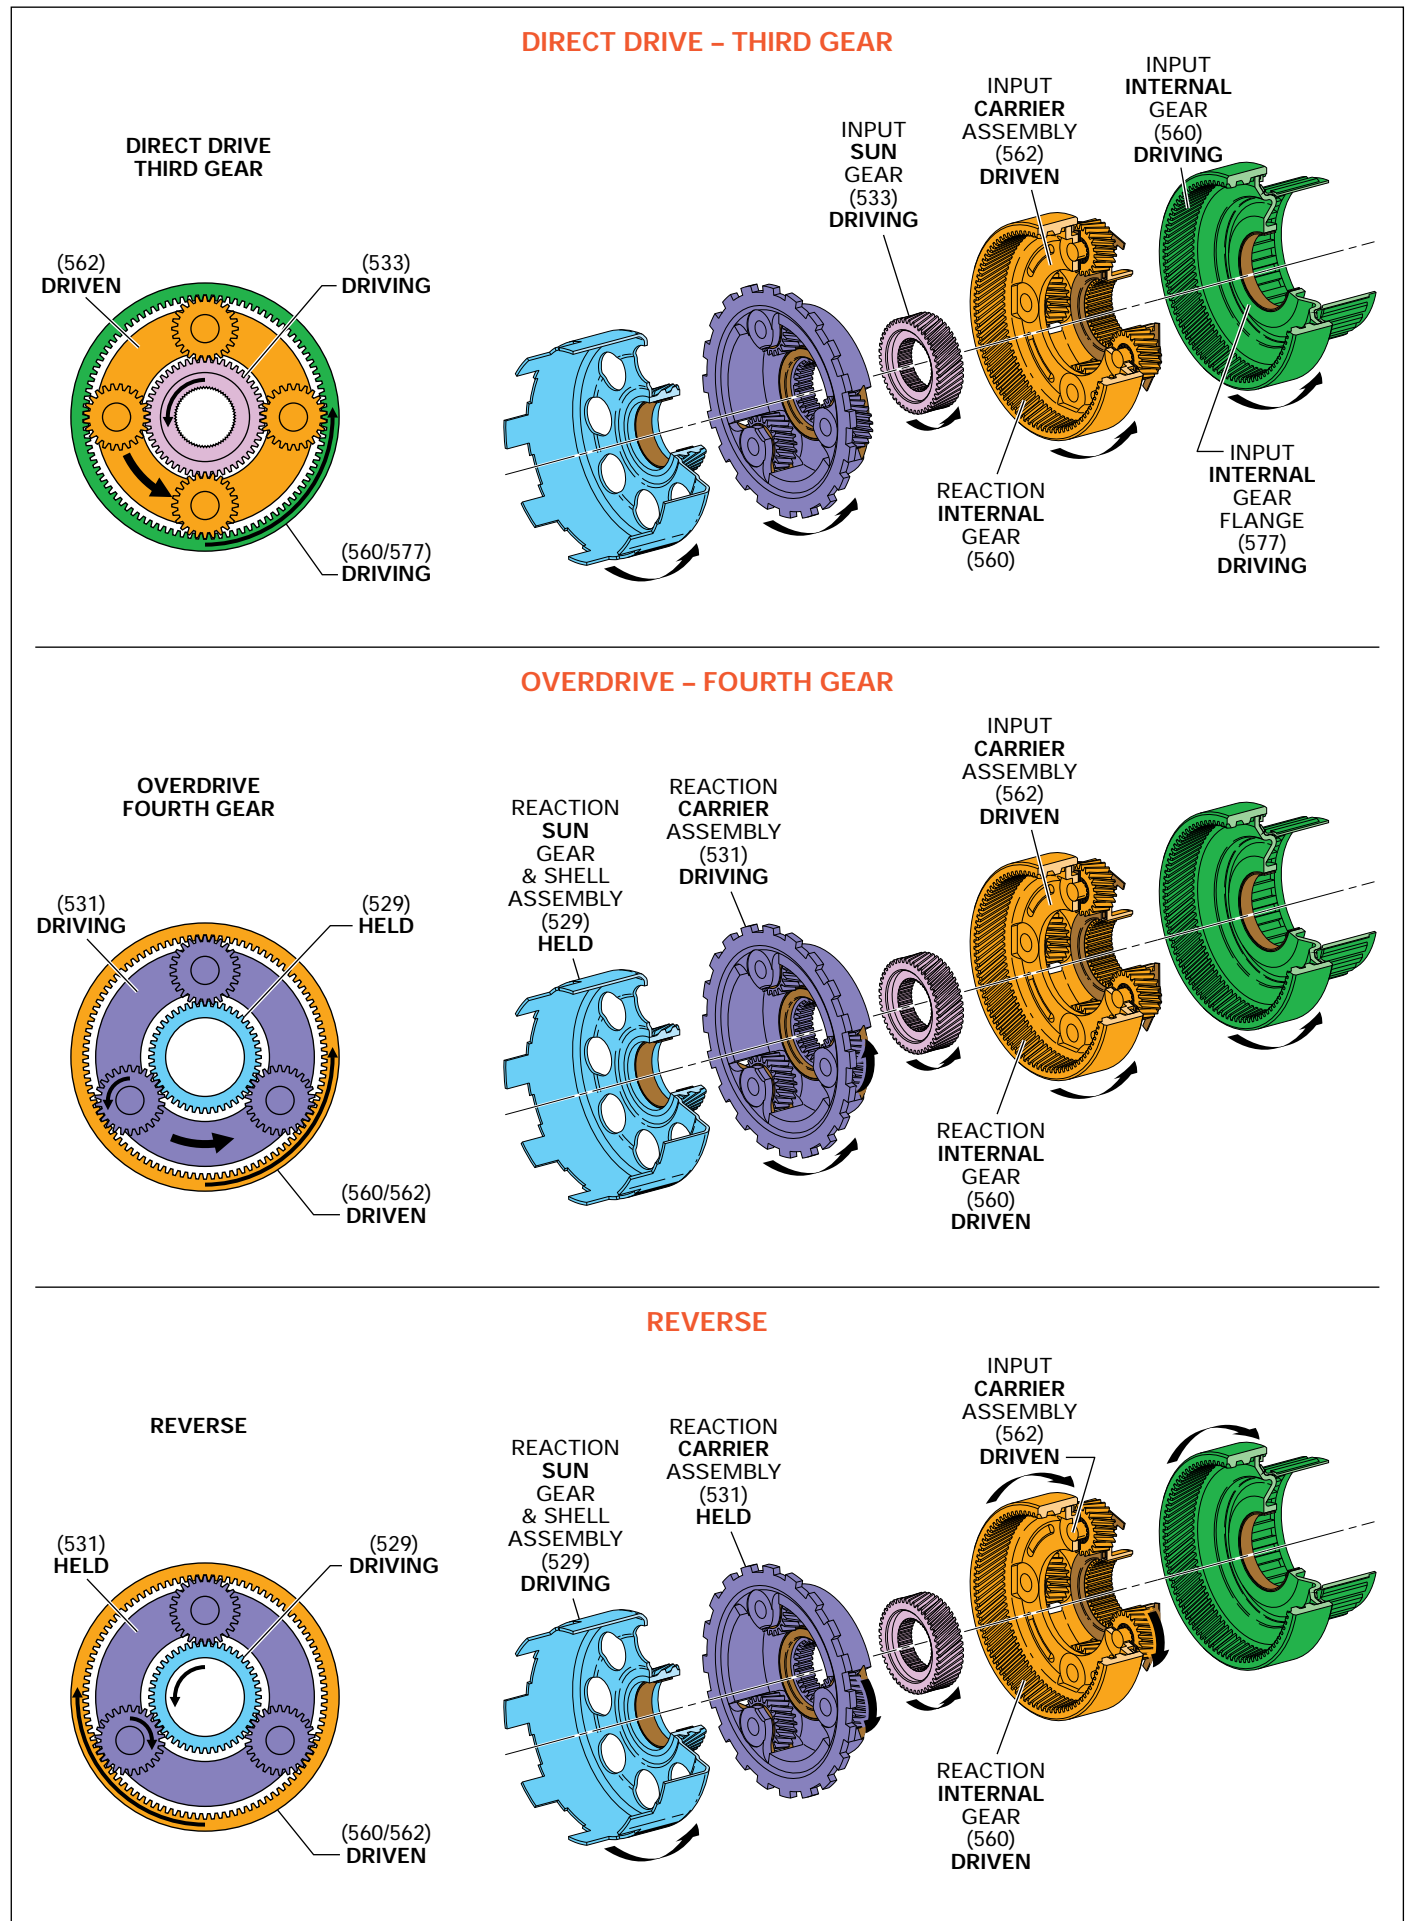 DIRECT DRIVE – THIRD GEAR
DIRECT DRIVE
THIRD GEAR
(562)
DRIVEN
(533)
DRIVING
(560/577)
DRIVING
INPUT
SUN
GEAR
(533)
DRIVING
INPUT
CARRIER
ASSEMBLY
(562)
DRIVEN
INPUT
INTERNAL
GEAR
(560)
DRIVING
REACTION
INTERNAL
GEAR
(560)
INPUT
INTERNAL
GEAR
FLANGE
(577)
DRIVING
OVERDRIVE – FOURTH GEAR
OVERDRIVE
FOURTH GEAR
(531)
DRIVING
(529)
HELD
(560/562)
DRIVEN
REACTION
SUN
GEAR
& SHELL
ASSEMBLY
(529)
HELD
REACTION
CARRIER
ASSEMBLY
(531)
DRIVING
INPUT
CARRIER
ASSEMBLY
(562)
DRIVEN
REACTION
INTERNAL
GEAR
(560)
DRIVEN
REVERSE
REVERSE
(531)
HELD
(529)
DRIVING
(560/562)
DRIVEN
REACTION
SUN
GEAR
& SHELL
ASSEMBLY
(529)
DRIVING
REACTION
CARRIER
ASSEMBLY
(531)
HELD
INPUT
CARRIER
ASSEMBLY
(562)
DRIVEN
REACTION
INTERNAL
GEAR
(560)
DRIVEN